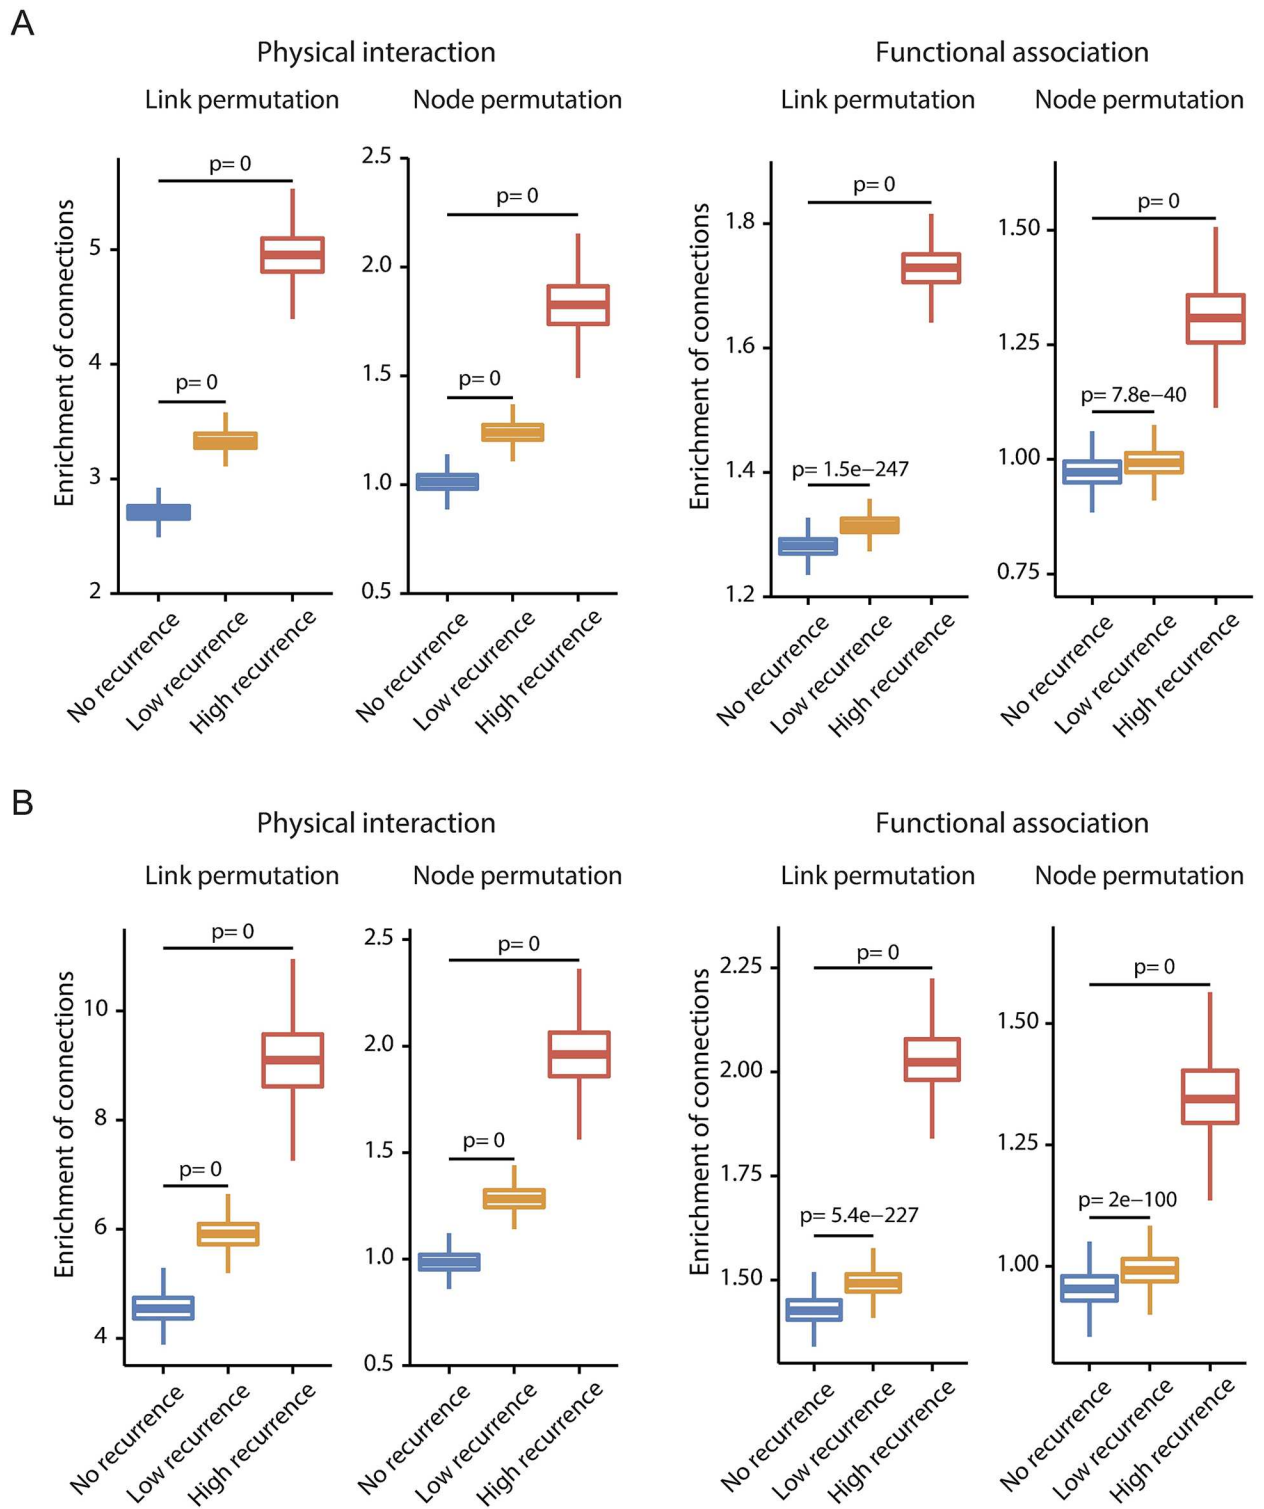 A
Physical interaction
Functional association
Link permutation
Node permutation
Link permutation
Node permutation
Enrichment of connections
5
4
3
2
p= 0
p= 0
No recurrence
Low recurrence
High recurrence
2.5
2.0
1.5
1.0
0.5
p= 0
p= 0
No recurrence
Low recurrence
High recurrence
Enrichment of connections
1.8
1.6
1.4
1.2
p= 0
p= 1.5e−247
No recurrence
Low recurrence
High recurrence
1.50
1.25
1.00
0.75
p= 0
p= 7.8e−40
No recurrence
Low recurrence
High recurrence
B
Physical interaction
Functional association
Link permutation
Node permutation
Link permutation
Node permutation
Enrichment of connections
10
8
6
4
p= 0
p= 0
No recurrence
Low recurrence
High recurrence
2.5
2.0
1.5
1.0
0.5
p= 0
p= 0
No recurrence
Low recurrence
High recurrence
Enrichment of connections
2.25
2.00
1.75
1.50
p= 0
p= 5.4e−227
No recurrence
Low recurrence
High recurrence
1.50
1.25
1.00
p= 0
p= 2e−100
No recurrence
Low recurrence
High recurrence